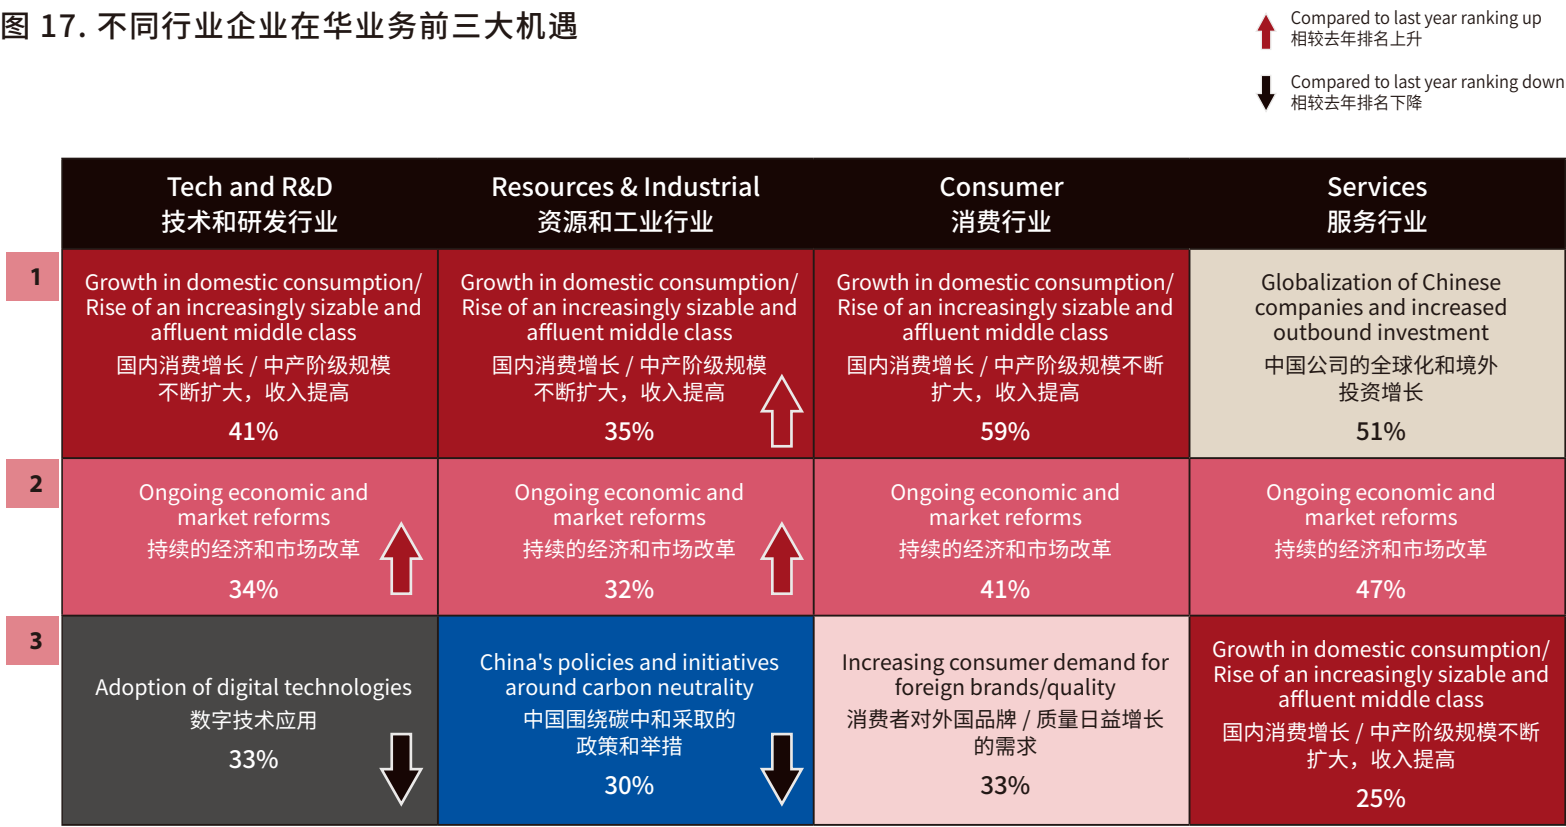 图 17. 不同行业企业在华业务前三大机遇
Compared to last year ranking up
相较去年排名上升
Compared to last year ranking down
相较去年排名下降
Tech and R&D
技术和研发行业
Resources & Industrial
资源和工业行业
Consumer
消费行业
Services
服务行业
1
Growth in domestic consumption/
Rise of an increasingly sizable and
affluent middle class
国内消费增长 / 中产阶级规模
不断扩大，收入提高
41%
Growth in domestic consumption/
Rise of an increasingly sizable and
affluent middle class
国内消费增长 / 中产阶级规模
不断扩大，收入提高
35%
Growth in domestic consumption/
Rise of an increasingly sizable and
affluent middle class
国内消费增长 / 中产阶级规模不断
扩大，收入提高
59%
Globalization of Chinese
companies and increased
outbound investment
中国公司的全球化和境外
投资增长
51%
2
Ongoing economic and
market reforms
持续的经济和市场改革
34%
Ongoing economic and
market reforms
持续的经济和市场改革
32%
Ongoing economic and
market reforms
持续的经济和市场改革
41%
Ongoing economic and
market reforms
持续的经济和市场改革
47%
3
Adoption of digital technologies
数字技术应用
33%
China's policies and initiatives
around carbon neutrality
中国围绕碳中和采取的
政策和举措
30%
Increasing consumer demand for
foreign brands/quality
消费者对外国品牌 / 质量日益增长
的需求
33%
Growth in domestic consumption/
Rise of an increasingly sizable and
affluent middle class
国内消费增长 / 中产阶级规模不断
扩大，收入提高
25%